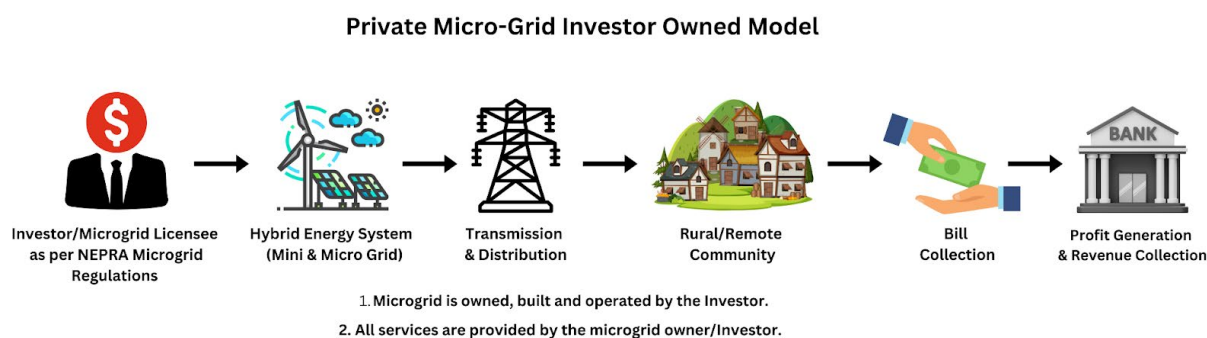 Private Micro-Grid Investor Owned Model
$
BANK
Investor/Microgrid Licensee
as per NEPRA Microgrid
Regulations
Hybrid Energy System
(Mini & Micro Grid)
Transmission
& Distribution
Rural/Remote
Community
Bill
Collection
Profit Generation
& Revenue Collection
1. Microgrid is owned, built and operated by the Investor.
2. All services are provided by the microgrid owner/Investor.